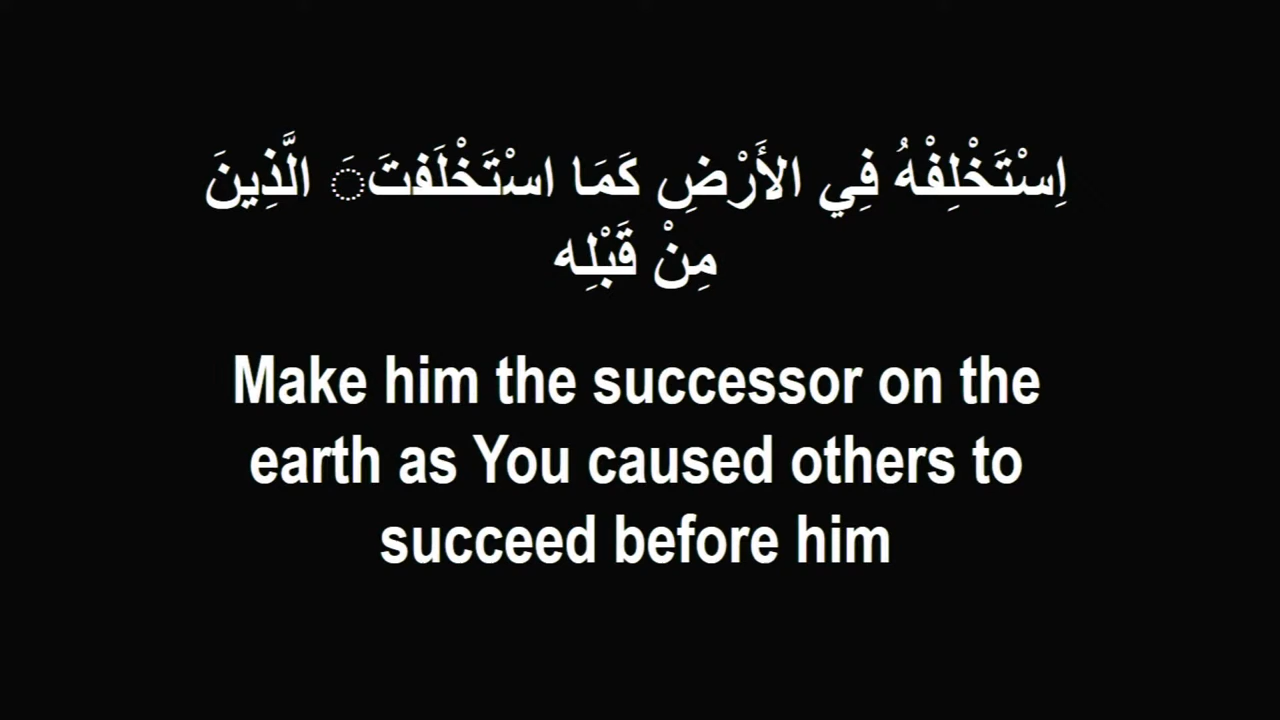 اِسْتَخْلِفْهُ فِي الأَرْضِ كَمَا اسْتَخْلَفتَ َ الَّذِينَ
مِنْ قَبْلِه
Make him the successor on the
earth as You caused others to
succeed before him